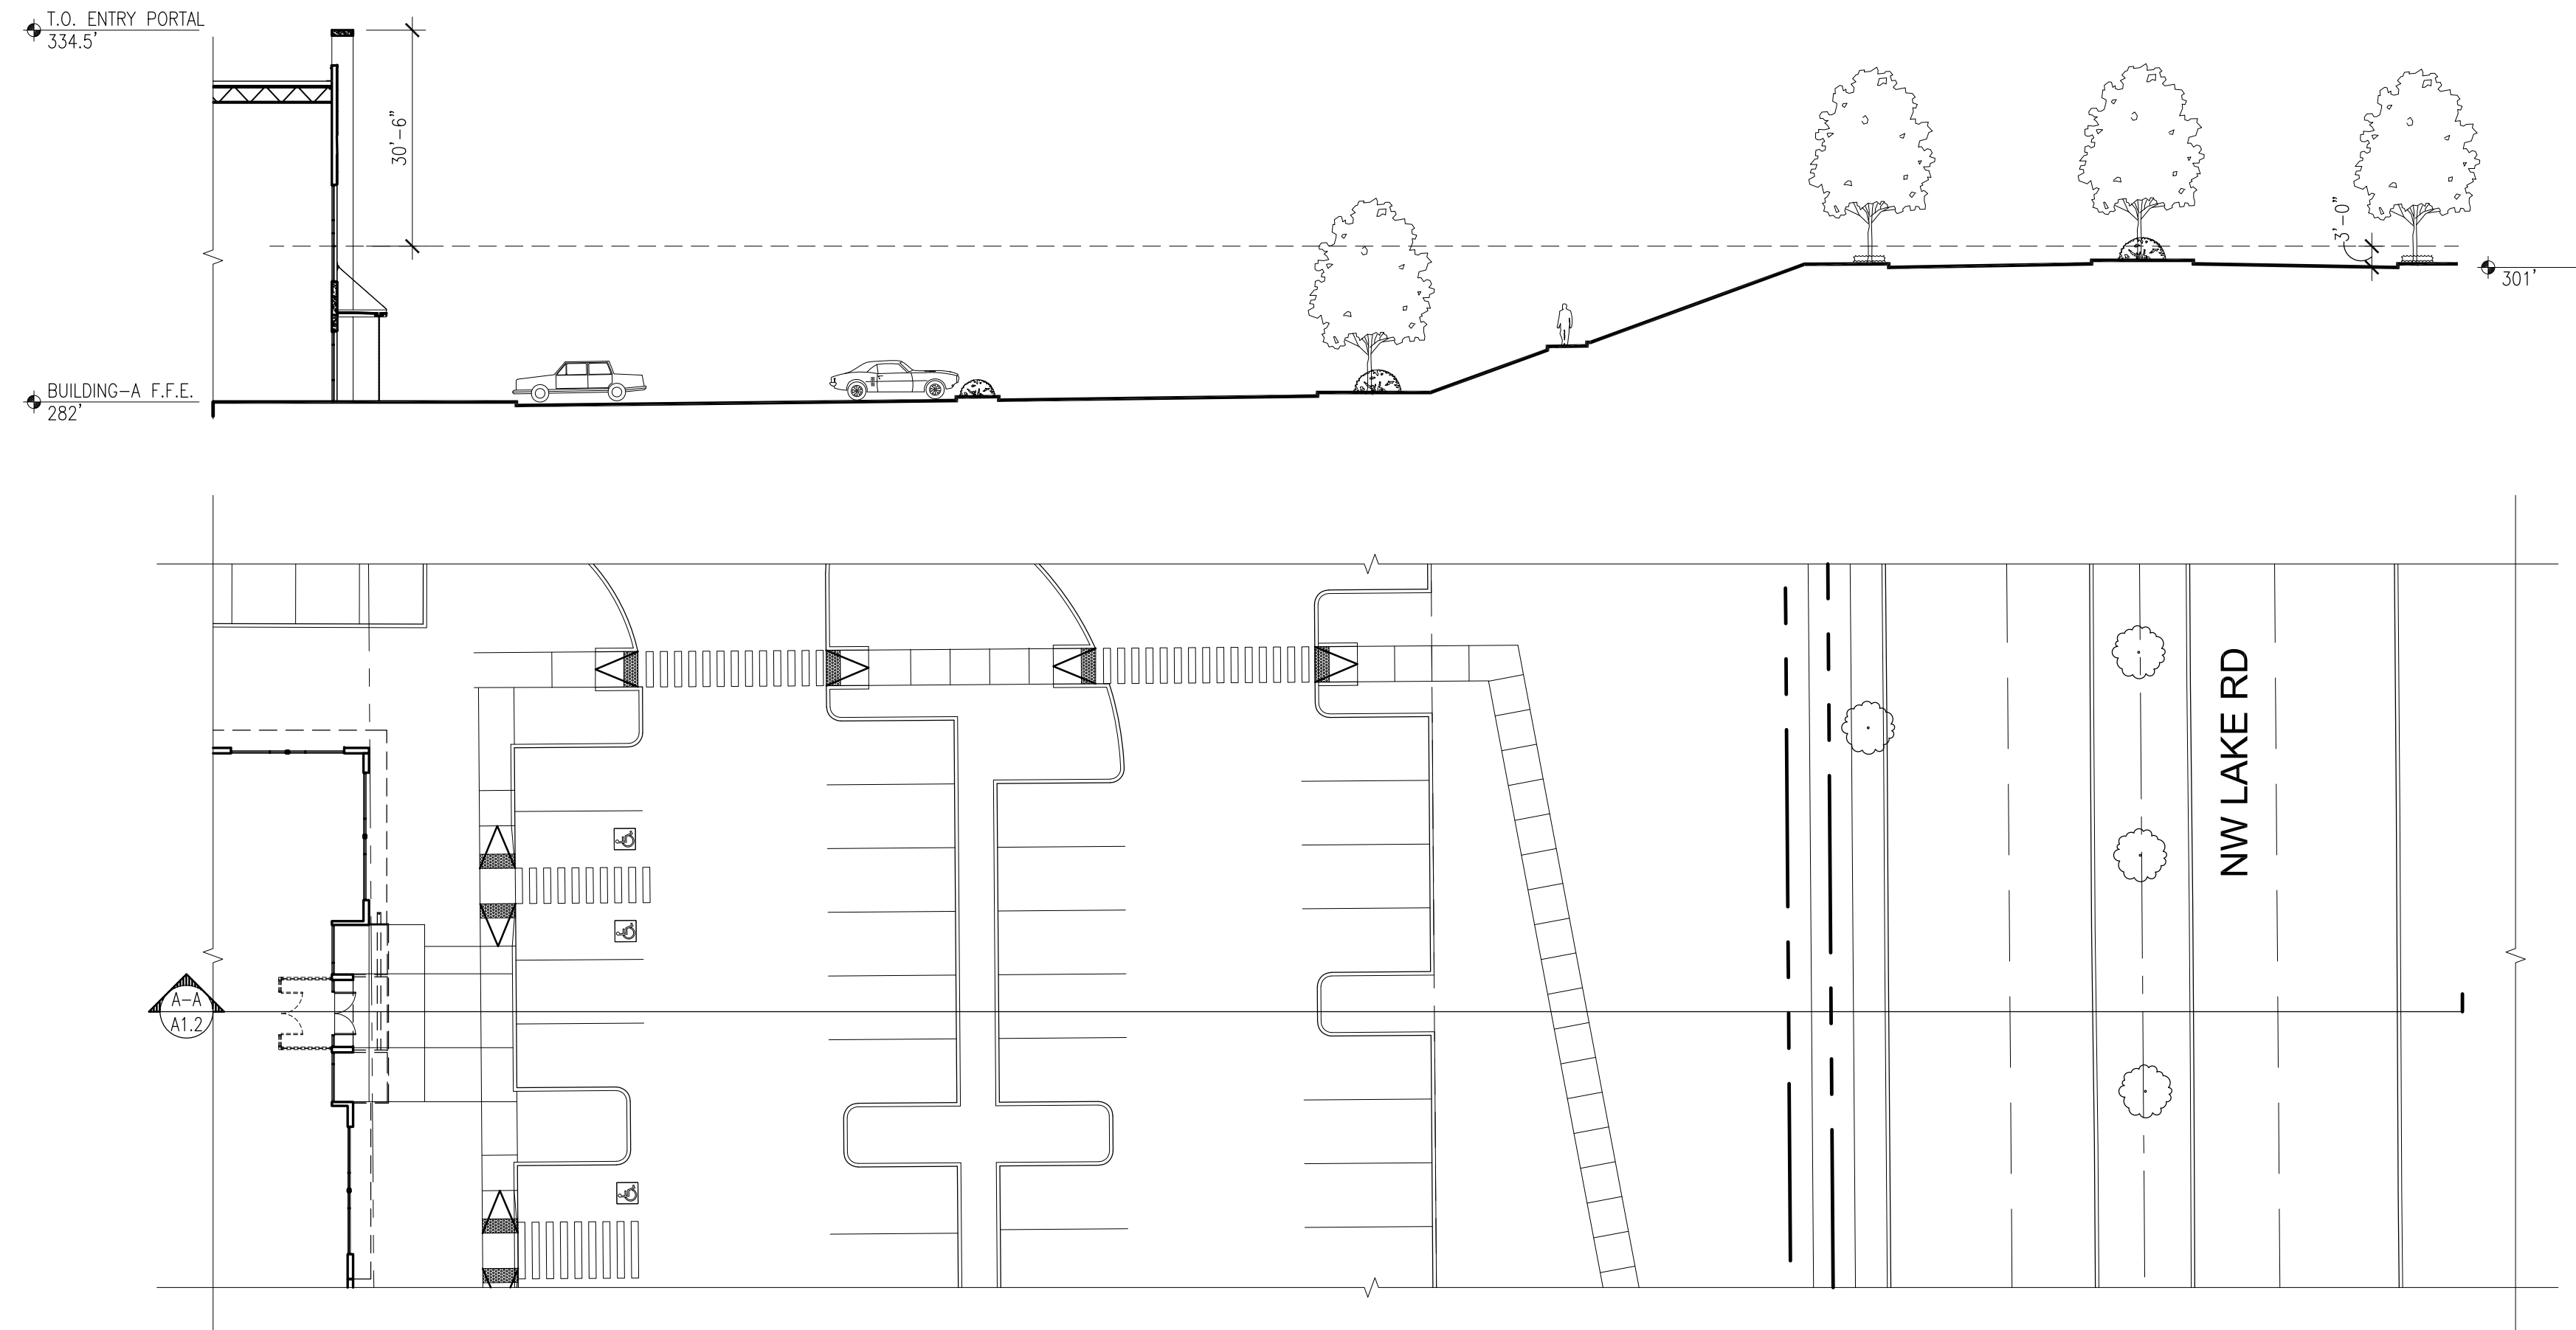 T.O. ENTRY PORTAL
334.5'
30'-6"
3'-0"
301'
BUILDING-A F.F.E.
282'
NW LAKE RD
A-A
A1.2